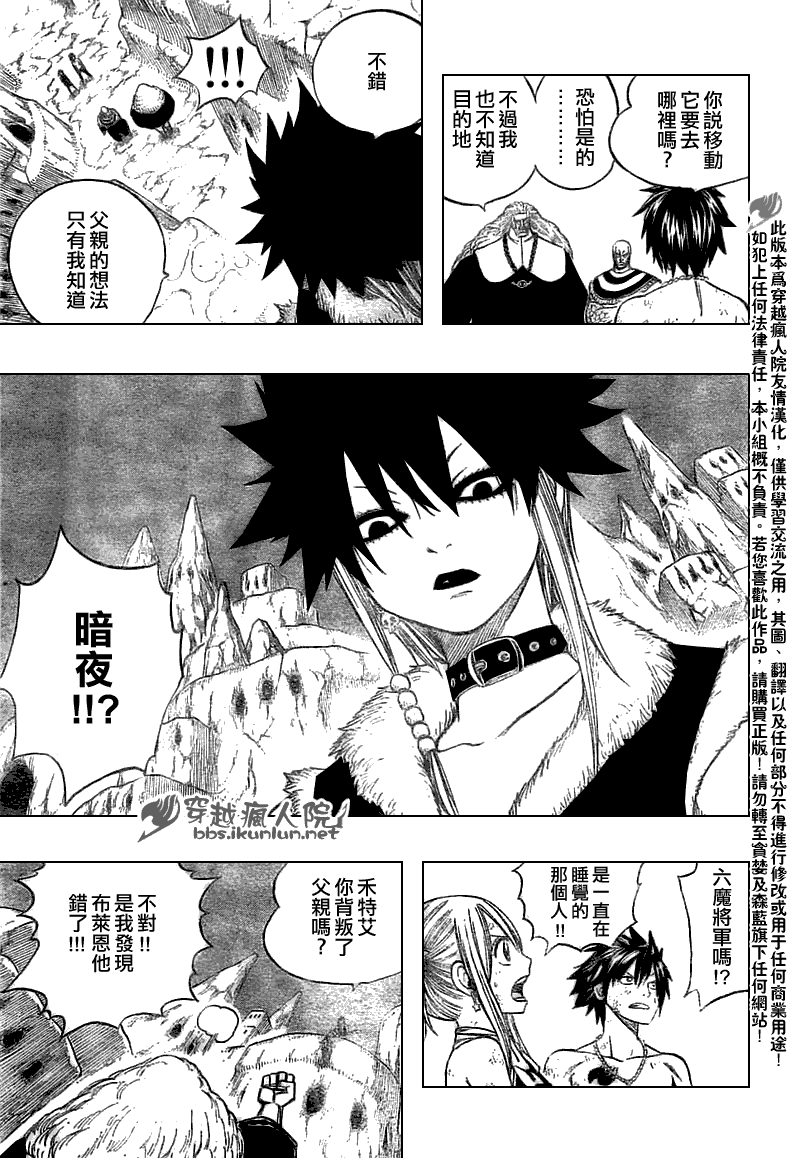 你説移動
它要去
哪裡嗎?
恐怕是的
…………
不過我
也不知道
目的地
不錯
!!!
父親的想法
只有我知道
暗夜
!!?
六魔將軍嗎!?
是一直在
睡覺的
那個人!!
禾特艾
你背叛了
父親嗎?
不對!!
是我發現
布萊恩他
錯了!!!
穿越瘋人院
bbs.ikunlun.net
此版本爲穿越瘋人院友情漢化，僅供學習交流之用，其圖、翻譯以及任何部分不得進行修改或用于任何商業用途！
如犯上任何法律責任，本小組概不負責。若您喜歡此作品，請購買正版！請勿轉至貪婪及森藍旗下任何網站！